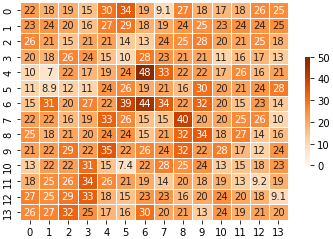 0 22 18 19 15 30 34 19 9.1 27 18 17 18 26 25
1 23 24 20 16 27 29 18 19 24 25 23 24 24 25
2 26 21 15 21 21 14 13 24 25 28 20 21 25 18
3 20 18 26 24 15 10 28 23 21 21 11 16 17 13
4 10 7 22 17 19 24 48 33 22 22 17 26 16 21
5 11 8.9 12 11 24 26 19 21 16 30 20 21 24 28
6 15 31 20 27 22 39 44 34 22 32 20 15 23 14
7 22 22 16 19 33 26 15 15 40 20 20 25 26 10
8 25 18 21 20 24 24 15 21 32 34 18 27 14 16
9 21 22 29 22 35 22 26 24 32 22 28 17 12 24
10 13 22 22 31 15 7.4 22 28 25 24 13 15 18 23
11 18 25 26 34 26 21 19 14 20 18 19 13 9.2 19
12 27 25 29 33 18 15 23 23 16 20 24 20 18 9.1
13 26 27 32 25 17 16 30 20 21 13 24 19 21 20
0 1 2 3 4 5 6 7 8 9 10 11 12 13
50
40
30
20
10
0